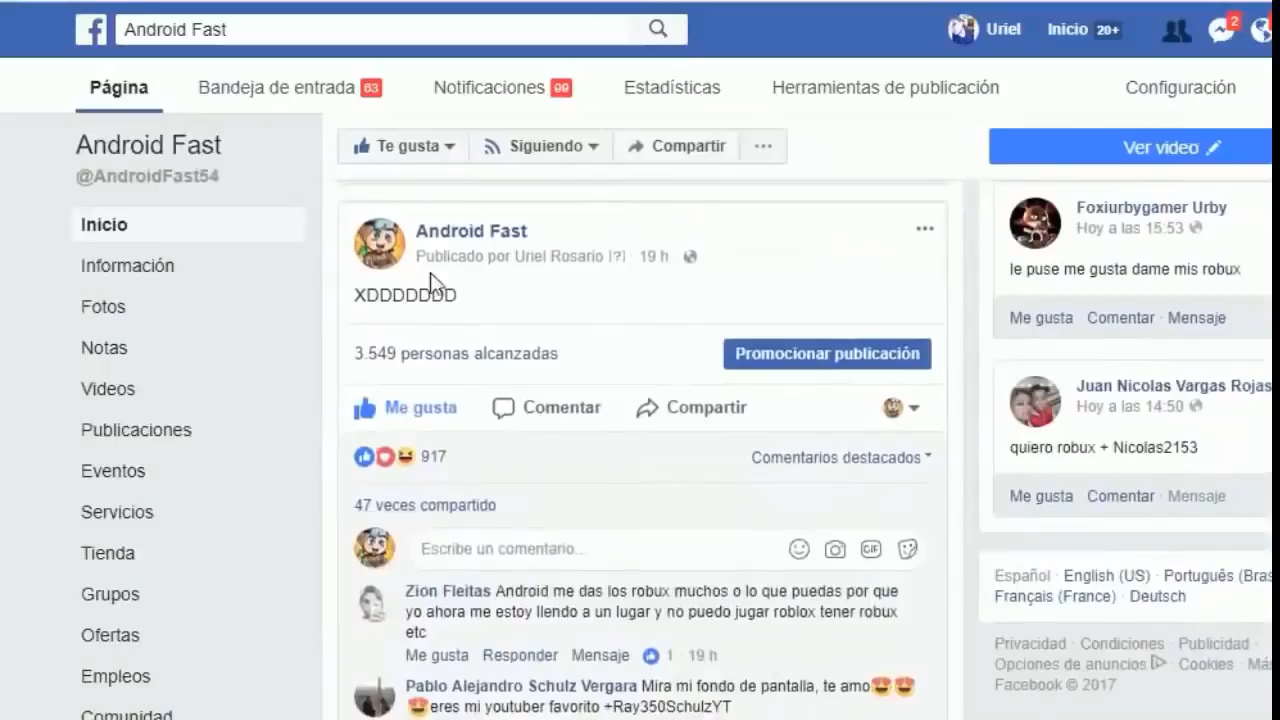 Android Fast
Uriel
Inicio 20+
2
Página
Bandeja de entrada 63
Notificaciones 99
Estadísticas
Herramientas de publicación
Configuración
Android Fast
@AndroidFast54
Inicio
Información
Fotos
Notas
Videos
Publicaciones
Eventos
Servicios
Tienda
Grupos
Ofertas
Empleos
Comunidad
Te gusta
Siguiendo
Compartir
Ver video
Android Fast
Publicado por Uriel Rosario [?] · 19 h ·
XDDDDDDD
3.549 personas alcanzadas
Promocionar publicación
Me gusta
Comentar
Compartir
917
Comentarios destacados
47 veces compartido
Escribe un comentario...
GIF
Zion Fleitas Android me das los robux muchos o lo que puedas por que
yo ahora me estoy llendo a un lugar y no puedo jugar roblox tener robux
etc
Me gusta · Responder · Mensaje · 1 · 19 h
Pablo Alejandro Schulz Vergara Mira mi fondo de pantalla, te amo😍😍
😍eres mi youtuber favorito +Ray350SchulzYT
Foxiurbygamer Urby
Hoy a las 15:53
le puse me gusta dame mis robux
Me gusta · Comentar · Mensaje
Juan Nicolas Vargas Rojas
Hoy a las 14:50
quiero robux + Nicolas2153
Me gusta · Comentar · Mensaje
Español · English (US) · Português (Bras
Français (France) · Deutsch
Privacidad · Condiciones · Publicidad ·
Opciones de anuncios · Cookies · Más
Facebook © 2017